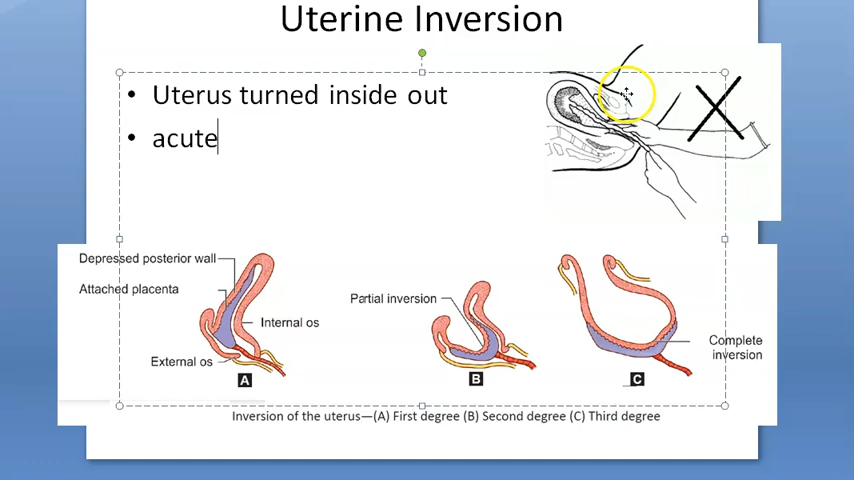 Uterine Inversion
• Uterus turned inside out
• acute
Depressed posterior wall
Attached placenta
Internal os
External os
A
Partial inversion
B
Complete
inversion
C
Inversion of the uterus—(A) First degree (B) Second degree (C) Third degree